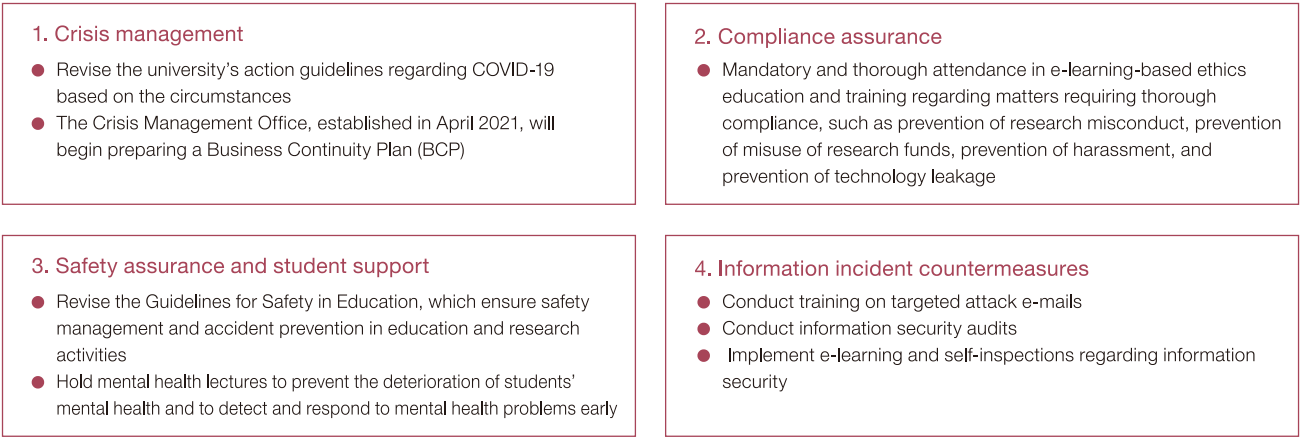 1. Crisis management
● Revise the university's action guidelines regarding COVID-19
based on the circumstances
● The Crisis Management Office, established in April 2021, will
begin preparing a Business Continuity Plan (BCP)
2. Compliance assurance
● Mandatory and thorough attendance in e-learning-based ethics
education and training regarding matters requiring thorough
compliance, such as prevention of research misconduct, prevention
of misuse of research funds, prevention of harassment, and
prevention of technology leakage
3. Safety assurance and student support
● Revise the Guidelines for Safety in Education, which ensure safety
management and accident prevention in education and research
activities
● Hold mental health lectures to prevent the deterioration of students'
mental health and to detect and respond to mental health problems early
4. Information incident countermeasures
● Conduct training on targeted attack e-mails
● Conduct information security audits
● Implement e-learning and self-inspections regarding information
security